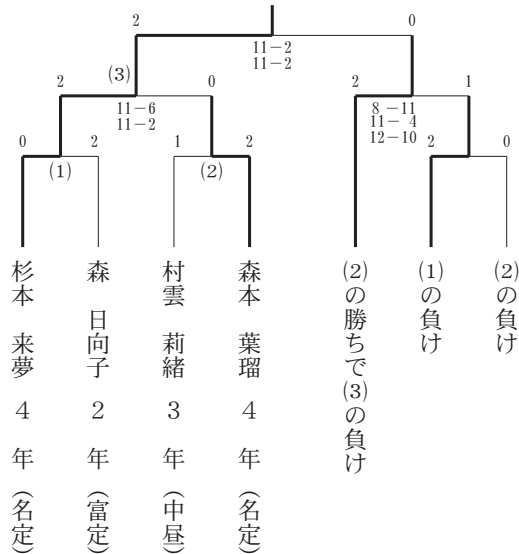 2 0
11-2
11-2
2 (3) 0 2 1
11-6
11-2
8-11
11-4
12-10
0 2 1 2 2 0
(1) (2)
杉本 来夢 4 年 (名定)
森 日向子 2 年 (富定)
村雲 莉緒 3 年 (中昼)
森本 葉瑠 4 年 (名定)
(2)の勝ちで(3)の負け
(1)の負け
(2)の負け